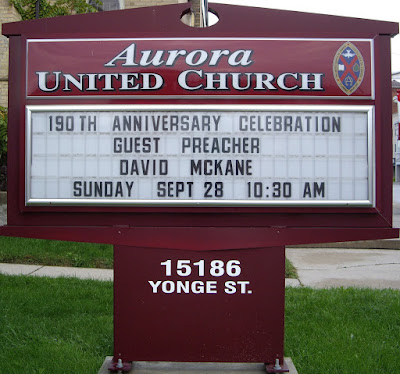 Aurora
United Church
190TH ANNIVERSARY CELEBRATION
GUEST PREACHER
DAVID MCKANE
SUNDAY SEPT 28 10:30 AM
15186
YONGE ST.